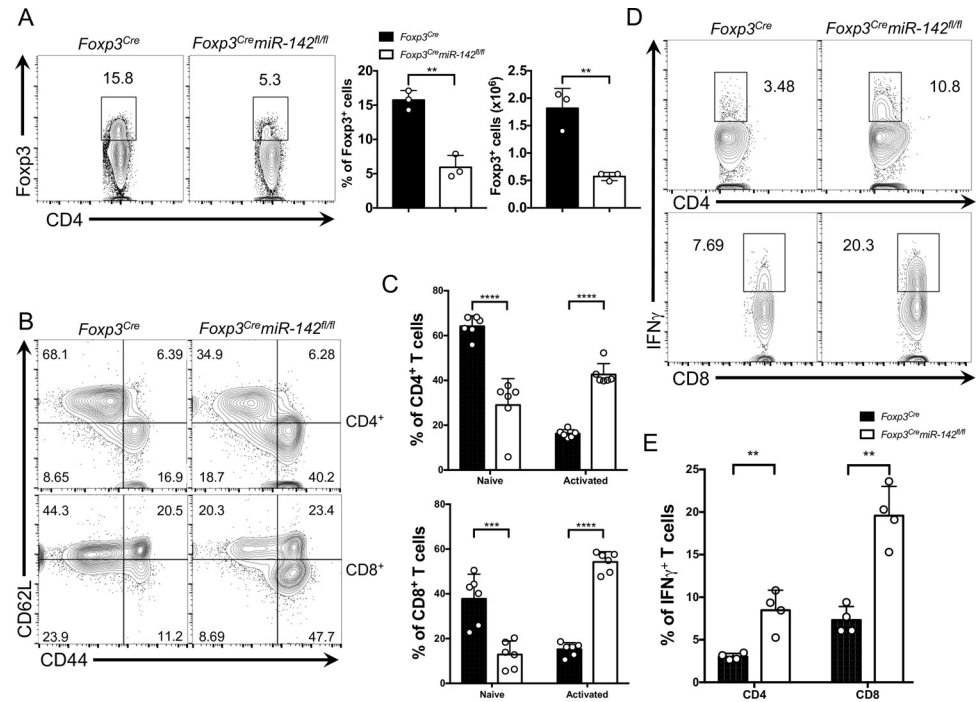 A
Foxp3Cre
Foxp3CremiR-142fl/fl
15.8
5.3
Foxp3
CD4
Foxp3Cre
Foxp3CremiR-142fl/fl
% of Foxp3+ cells
20
15
10
5
0
**
Foxp3+ cells (x10^6)
2.5
2.0
1.5
1.0
0.5
0.0
**
B
Foxp3Cre
Foxp3CremiR-142fl/fl
68.1 6.39 34.9 6.28
CD4+
8.65 16.9 18.7 40.2
44.3 20.5 20.3 23.4
CD8+
23.9 11.2 8.69 47.7
CD62L
CD44
C
% of CD4+ T cells
80
60
40
20
0
**** ****
Naive Activated
% of CD8+ T cells
80
60
40
20
0
*** ****
Naive Activated
D
Foxp3Cre
Foxp3CremiR-142fl/fl
3.48
10.8
CD4
7.69
20.3
IFNγ
CD8
Foxp3Cre
Foxp3CremiR-142fl/fl
E
% of IFNγ+ T cells
25
20
15
10
5
0
** **
CD4 CD8